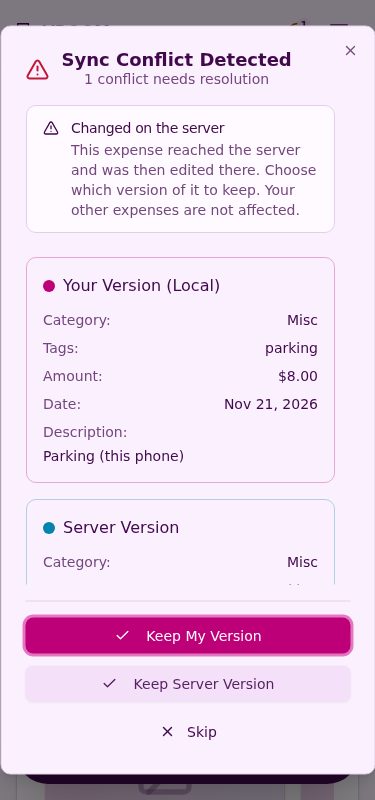 Sync Conflict Detected
1 conflict needs resolution
Changed on the server
This expense reached the server
and was then edited there. Choose
which version of it to keep. Your
other expenses are not affected.
Your Version (Local)
Category: Misc
Tags: parking
Amount: $8.00
Date: Nov 21, 2026
Description:
Parking (this phone)
Server Version
Category: Misc
Keep My Version
Keep Server Version
Skip